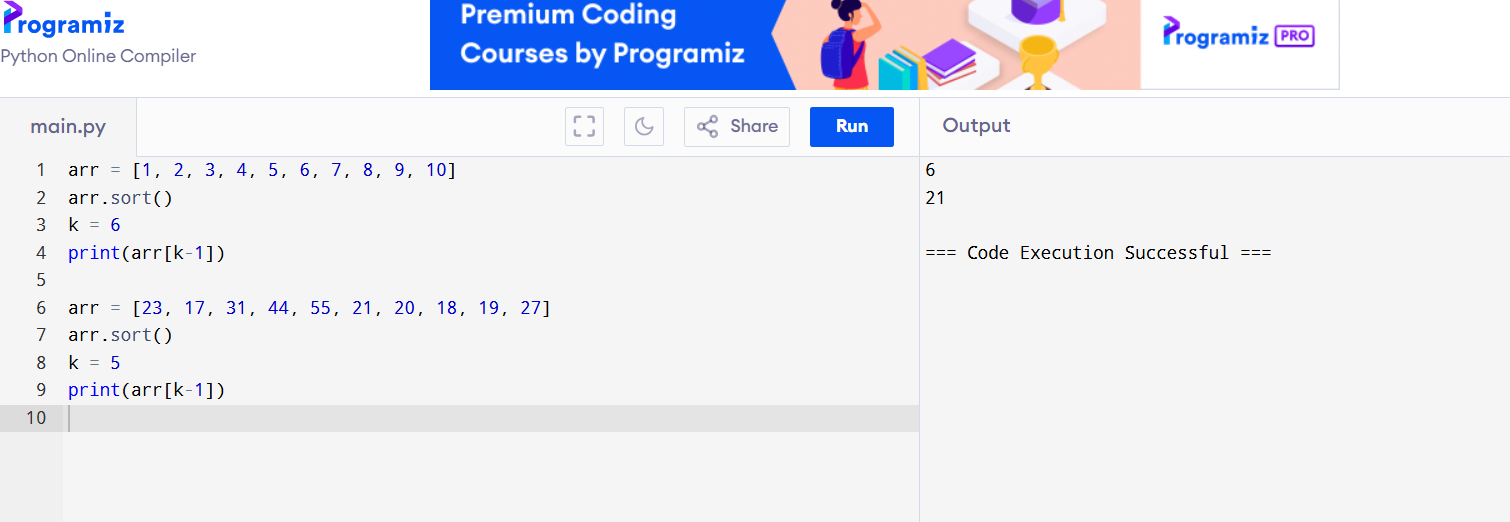 Programiz
Python Online Compiler
Premium Coding
Courses by Programiz
Programiz PRO
main.py
Share
Run
Output
1 arr = [1, 2, 3, 4, 5, 6, 7, 8, 9, 10]
2 arr.sort()
3 k = 6
4 print(arr[k-1])
5
6 arr = [23, 17, 31, 44, 55, 21, 20, 18, 19, 27]
7 arr.sort()
8 k = 5
9 print(arr[k-1])
10
6
21
=== Code Execution Successful ===